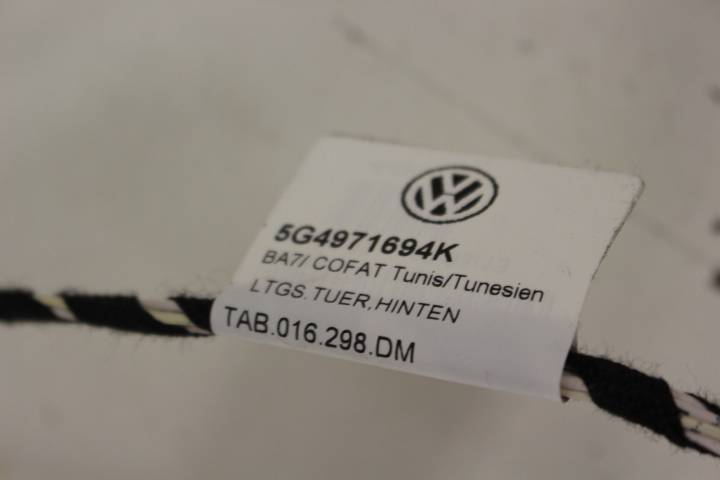 5G4971694K
BA7/ COFAT Tunis/Tunesien
LTGS.TUER,HINTEN
TAB.016.298.DM